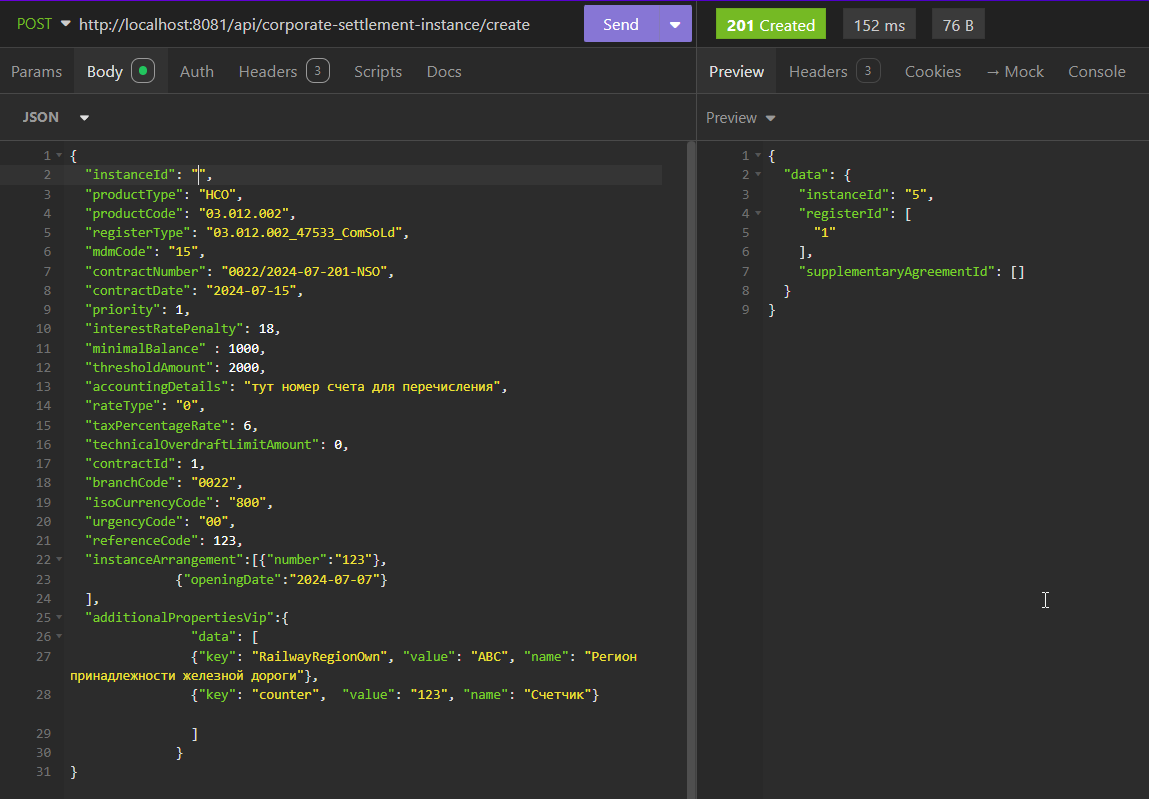 POST http://localhost:8081/api/corporate-settlement-instance/create Send
201 Created 152 ms 76 B
Params Body Auth Headers 3 Scripts Docs
Preview Headers 3 Cookies → Mock Console
JSON
Preview
1 {
2 "instanceId": "",
3 "productType": "НСО",
4 "productCode": "03.012.002",
5 "registerType": "03.012.002_47533_ComSoLd",
6 "mdmCode": "15",
7 "contractNumber": "0022/2024-07-201-NSO",
8 "contractDate": "2024-07-15",
9 "priority": 1,
10 "interestRatePenalty": 18,
11 "minimalBalance" : 1000,
12 "thresholdAmount": 2000,
13 "accountingDetails": "тут номер счета для перечисления",
14 "rateType": "0",
15 "taxPercentageRate": 6,
16 "technicalOverdraftLimitAmount": 0,
17 "contractId": 1,
18 "branchCode": "0022",
19 "isoCurrencyCode": "800",
20 "urgencyCode": "00",
21 "referenceCode": 123,
22 "instanceArrangement":[{"number":"123"},
23 {"openingDate":"2024-07-07"}
24 ],
25 "additionalPropertiesVip":{
26 "data": [
27 {"key": "RailwayRegionOwn", "value": "ABC", "name": "Регион
принадлежности железной дороги"},
28 {"key": "counter", "value": "123", "name": "Счетчик"}
29 ]
30 }
31 }
1 {
2 "data": {
3 "instanceId": "5",
4 "registerId": [
5 "1"
6 ],
7 "supplementaryAgreementId": []
8 }
9 }